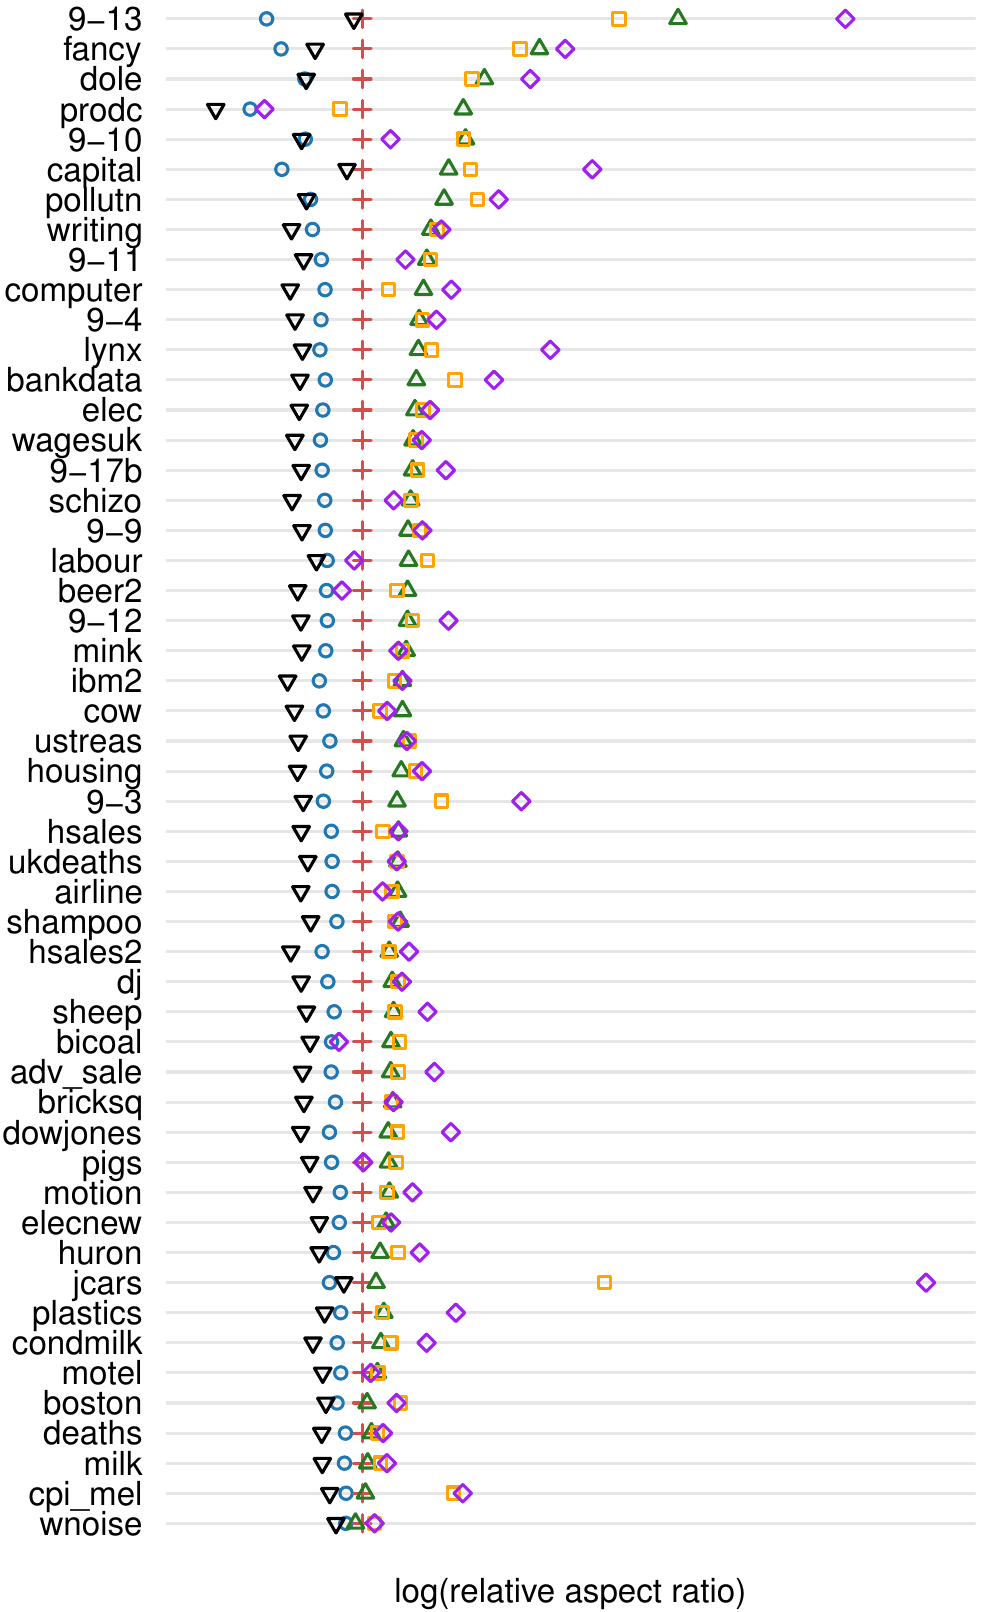 9−13
fancy
dole
prodc
9−10
capital
pollutn
writing
9−11
computer
9−4
lynx
bankdata
elec
wagesuk
9−17b
schizo
9−9
labour
beer2
9−12
mink
ibm2
cow
ustreas
housing
9−3
hsales
ukdeaths
airline
shampoo
hsales2
dj
sheep
bicoal
adv_sale
bricksq
dowjones
pigs
motion
elecnew
huron
jcars
plastics
condmilk
motel
boston
deaths
milk
cpi_mel
wnoise
log(relative aspect ratio)